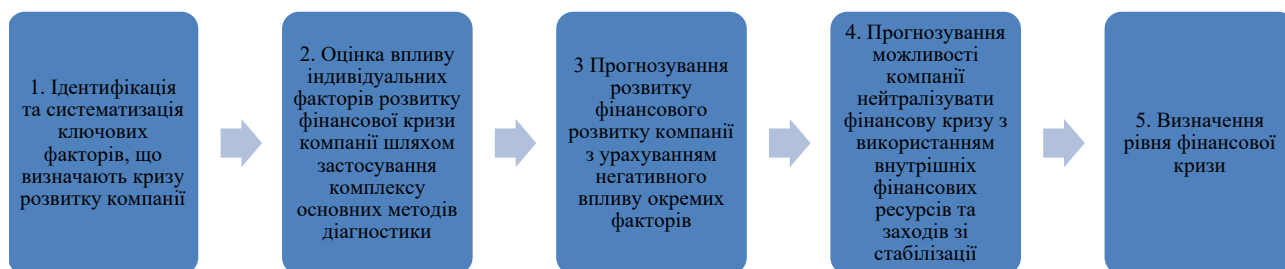 1. Ідентифікація
та систематизація
ключових
факторів, що
визначають кризу
розвитку компанії
2. Оцінка впливу
індивідуальних
факторів розвитку
фінансової кризи
компанії шляхом
застосування
комплексу
основних методів
діагностики
3 Прогнозування
розвитку
фінансового
розвитку компанії
з урахуванням
негативного
впливу окремих
факторів
4. Прогнозування
можливості
компанії
нейтралізувати
фінансову кризу з
використанням
внутрішніх
фінансових
ресурсів та
заходів зі
стабілізації
5. Визначення
рівня фінансової
кризи